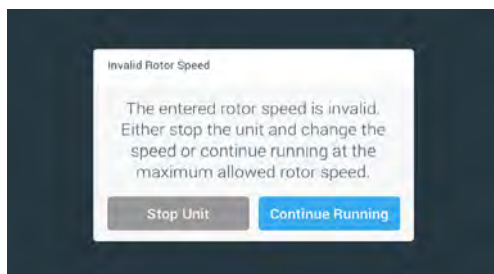 Invalid Rotor Speed
The entered rotor speed is invalid.
Either stop the unit and change the
speed or continue running at the
maximum allowed rotor speed.
Stop Unit
Continue Running